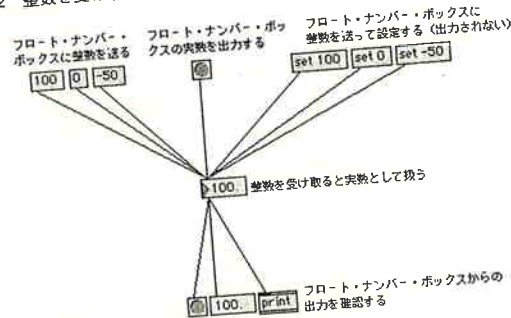 フロート・ナンバー・
ボックスに整数を送る
フロート・ナンバー・ボッ
クスの実数を出力する
フロート・ナンバー・ボックスに
整数を送って設定する（出力されない）
100 0 -50
set 100 set 0 set -50
100. 整数を受け取ると実数として扱う
100. print
フロート・ナンバー・ボックスからの
出力を確認する